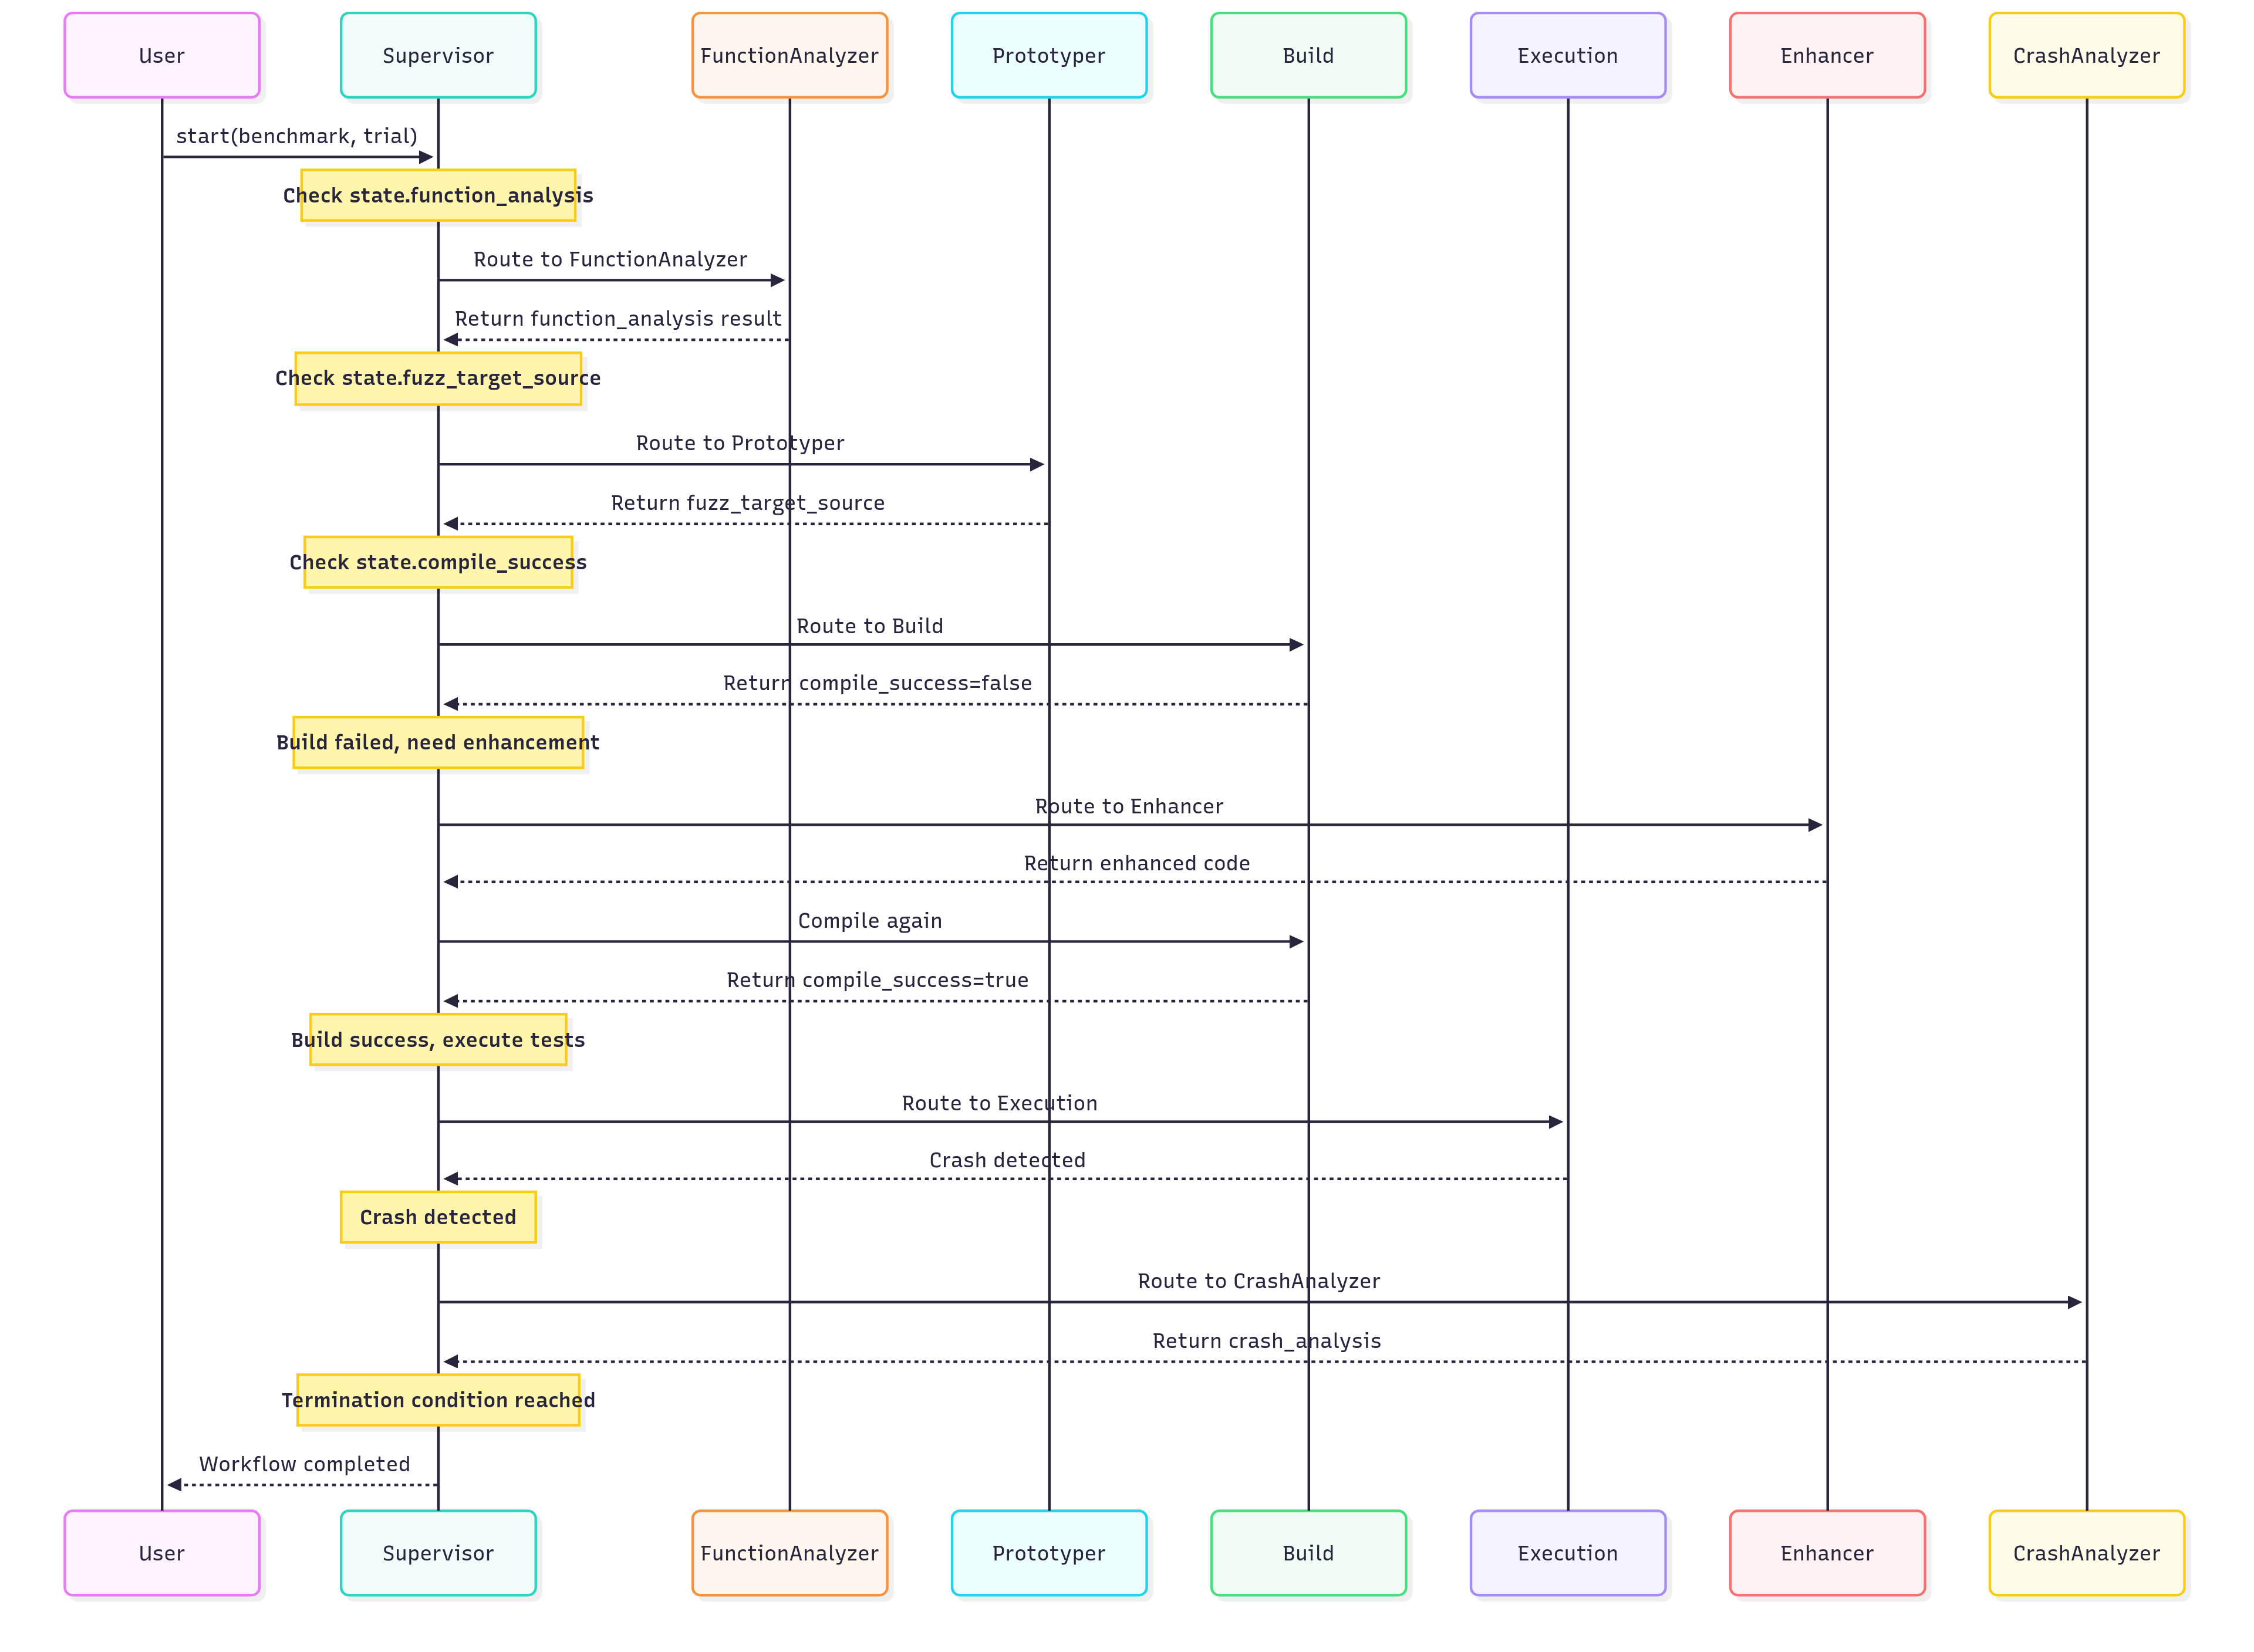 User
Supervisor
FunctionAnalyzer
Prototyper
Build
Execution
Enhancer
CrashAnalyzer
start(benchmark, trial)
Check state.function_analysis
Route to FunctionAnalyzer
Return function_analysis result
Check state.fuzz_target_source
Route to Prototyper
Return fuzz_target_source
Check state.compile_success
Route to Build
Return compile_success=false
Build failed, need enhancement
Route to Enhancer
Return enhanced code
Compile again
Return compile_success=true
Build success, execute tests
Route to Execution
Crash detected
Crash detected
Route to CrashAnalyzer
Return crash_analysis
Termination condition reached
Workflow completed
User
Supervisor
FunctionAnalyzer
Prototyper
Build
Execution
Enhancer
CrashAnalyzer